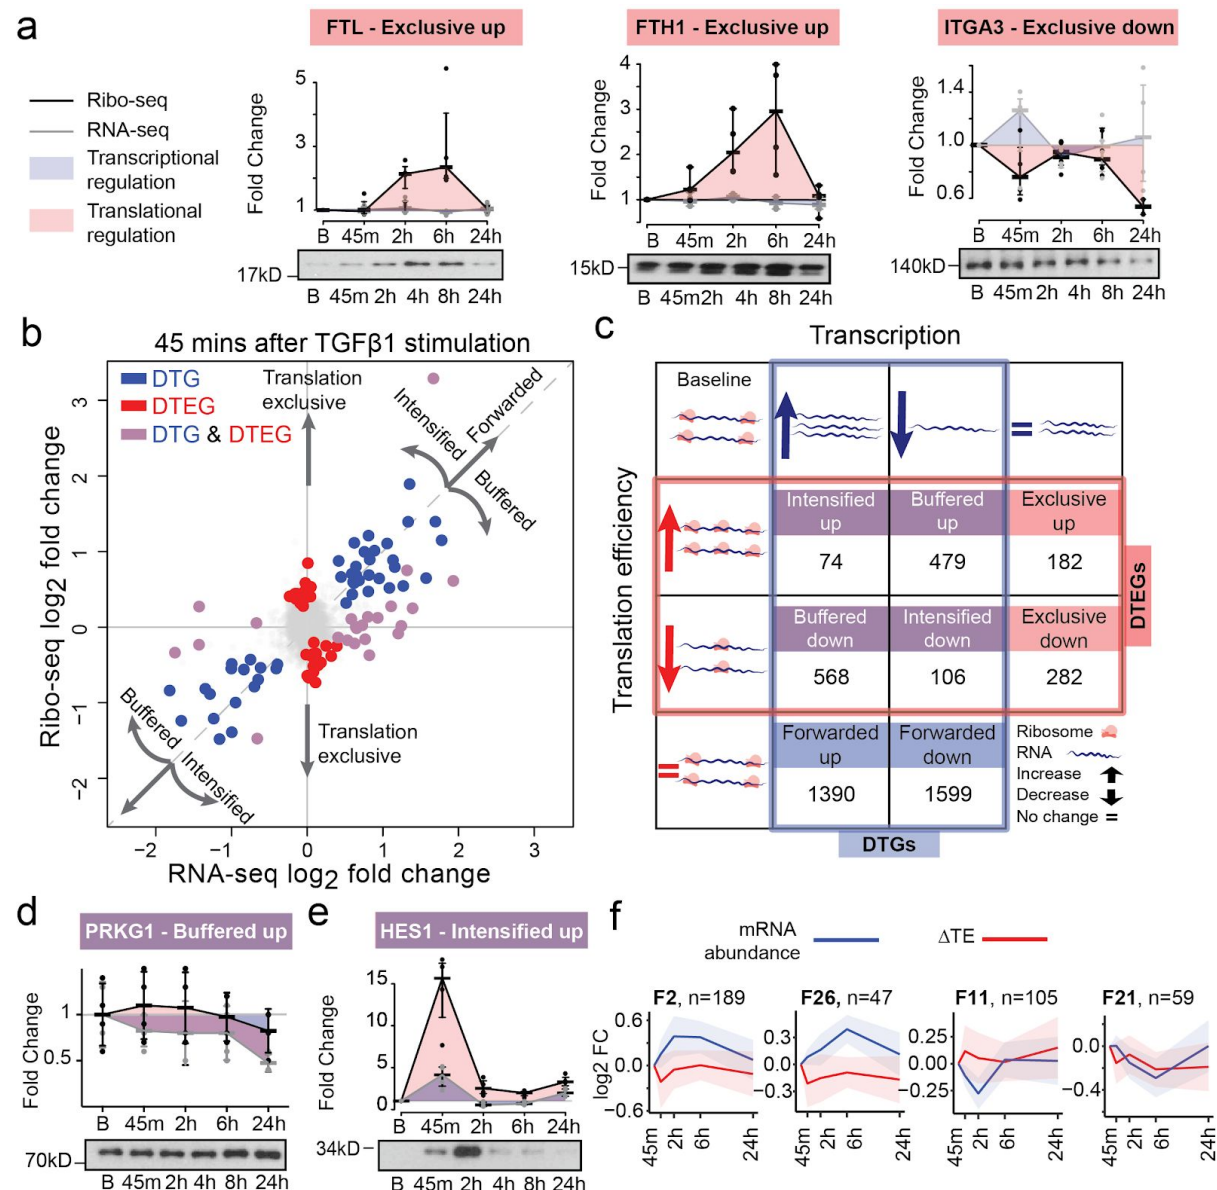 a
FTL - Exclusive up
FTH1 - Exclusive up
ITGA3 - Exclusive down
Ribo-seq
RNA-seq
Transcriptional
regulation
Translational
regulation
Fold Change
5
3
1
B 45m 2h 6h 24h
17kD
B 45m 2h 4h 8h 24h
Fold Change
4
3
2
1
B 45m 2h 6h 24h
15kD
B 45m 2h 4h 8h 24h
Fold Change
1.4
1.0
0.6
B 45m 2h 6h 24h
140kD
B 45m 2h 4h 8h 24h
b
45 mins after TGFβ1 stimulation
DTG
DTEG
DTG & DTEG
Translation
exclusive
Intensified
Forwarded
Buffered
Translation
exclusive
Buffered
Intensified
Ribo-seq log2 fold change
3
2
1
0
−1
−2
−2 −1 0 1 2 3
RNA-seq log2 fold change
c
Transcription
Translation efficiency
Baseline
Intensified
up
74
Buffered
up
479
Exclusive
up
182
Buffered
down
568
Intensified
down
106
Exclusive
down
282
DTEGs
Forwarded
up
1390
Forwarded
down
1599
Ribosome
RNA
Increase
Decrease
No change =
DTGs
d
PRKG1 - Buffered up
Fold Change
1
0.5
B 45m 2h 6h 24h
70kD
B 45m 2h 4h 8h 24h
e
HES1 - Intensified up
Fold Change
15
10
5
0
B 45m 2h 6h 24h
34kD
B 45m 2h 4h 8h 24h
f
mRNA
abundance
ΔTE
log2 FC
F2, n=189
0.6
0.0
−0.6
45m 2h 6h 24h
F26, n=47
0.3
0.0
−0.3
45m 2h 6h 24h
F11, n=105
0.25
0.00
−0.25
45m 2h 6h 24h
F21, n=59
0.0
−0.4
45m 2h 6h 24h